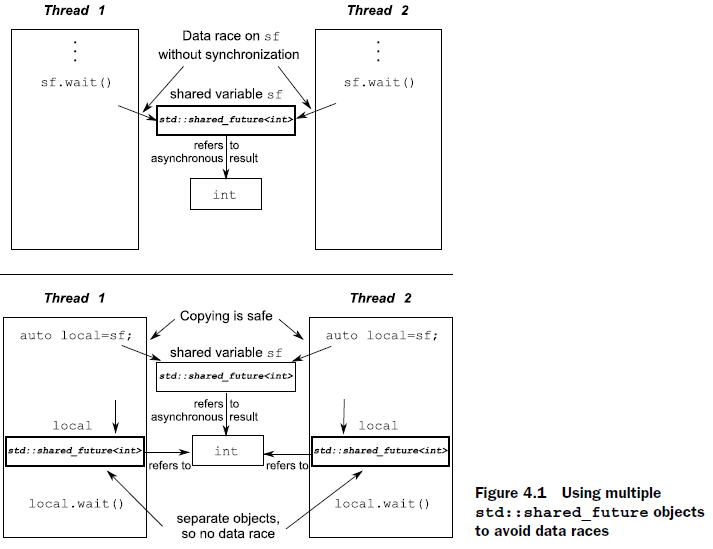 Thread 1
Thread 2
Data race on sf
without synchronization
sf.wait()
sf.wait()
shared variable sf
std::shared_future<int>
refers to
asynchronous result
int
Thread 1
Thread 2
Copying is safe
auto local=sf;
auto local=sf;
shared variable sf
std::shared_future<int>
refers to
asynchronous result
local
local
std::shared_future<int>
int
std::shared_future<int>
refers to
refers to
local.wait()
local.wait()
separate objects,
so no data race
Figure 4.1 Using multiple
std::shared_future objects
to avoid data races